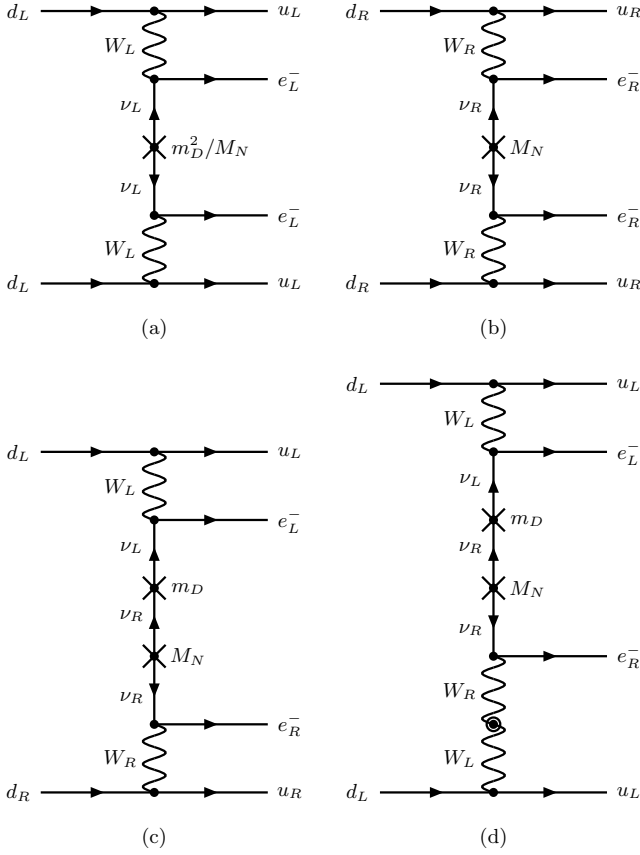 d_L u_L
W_L
e_L^-
ν_L
m_D^2/M_N
ν_L
e_L^-
W_L
d_L u_L
(a)
d_R u_R
W_R
e_R^-
ν_R
M_N
ν_R
e_R^-
W_R
d_R u_R
(b)
d_L u_L
W_L
e_L^-
ν_L
m_D
ν_R
M_N
ν_R
e_R^-
W_R
d_R u_R
(c)
d_L u_L
W_L
e_L^-
ν_L
m_D
ν_R
M_N
ν_R
e_R^-
W_R
W_L
d_L u_L
(d)